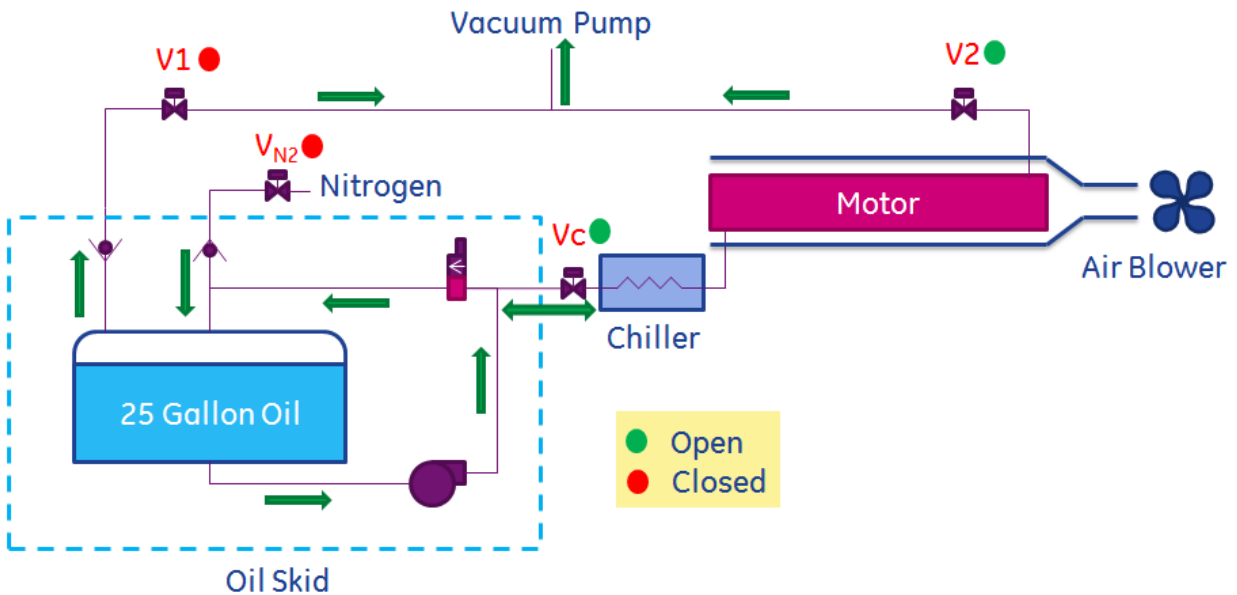 Vacuum Pump
V1
V2
VN2
Nitrogen
Motor
Vc
Air Blower
Chiller
25 Gallon Oil
Open
Closed
Oil Skid